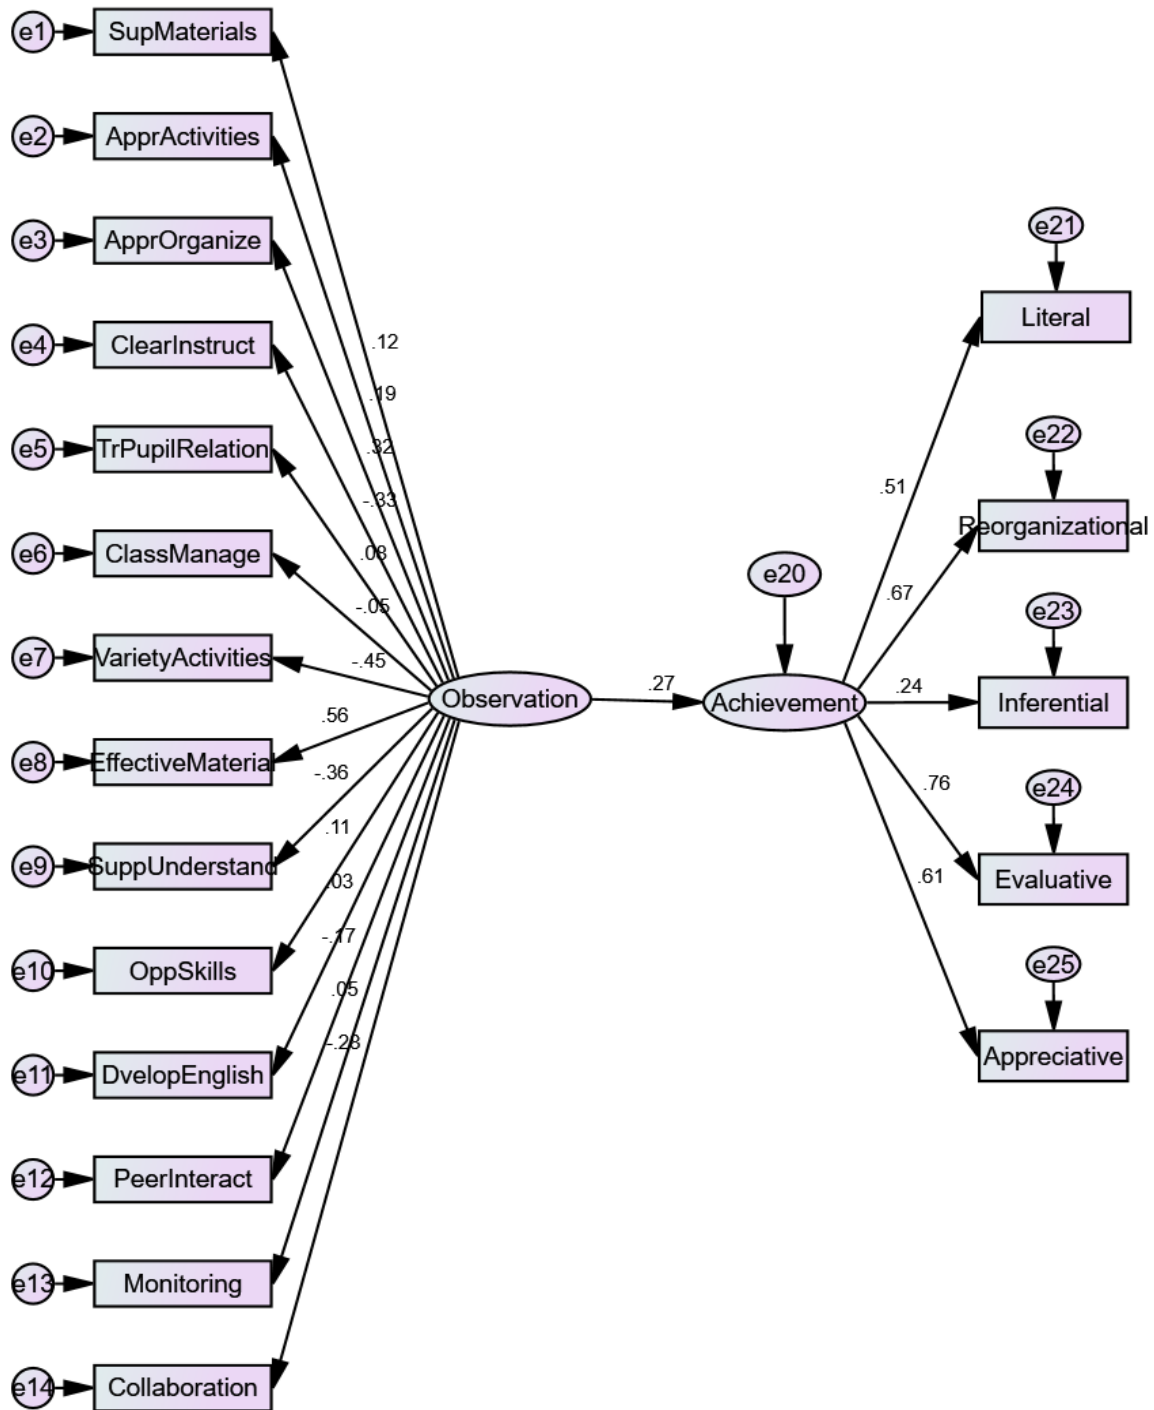 e1
SupMaterials
e2
ApprActivities
e3
ApprOrganize
e4
ClearInstruct
e5
TrPupilRelation
e6
ClassManage
e7
VarietyActivities
e8
EffectiveMaterial
e9
SuppUnderstand
e10
OppSkills
e11
DvelopEnglish
e12
PeerInteract
e13
Monitoring
e14
Collaboration
.12
.19
.32
-.33
.08
-.05
-.45
.56
-.36
.11
.03
-.17
.05
-.28
Observation
.27
e20
Achievement
.51
.67
.24
.76
.61
e21
Literal
e22
Reorganizational
e23
Inferential
e24
Evaluative
e25
Appreciative